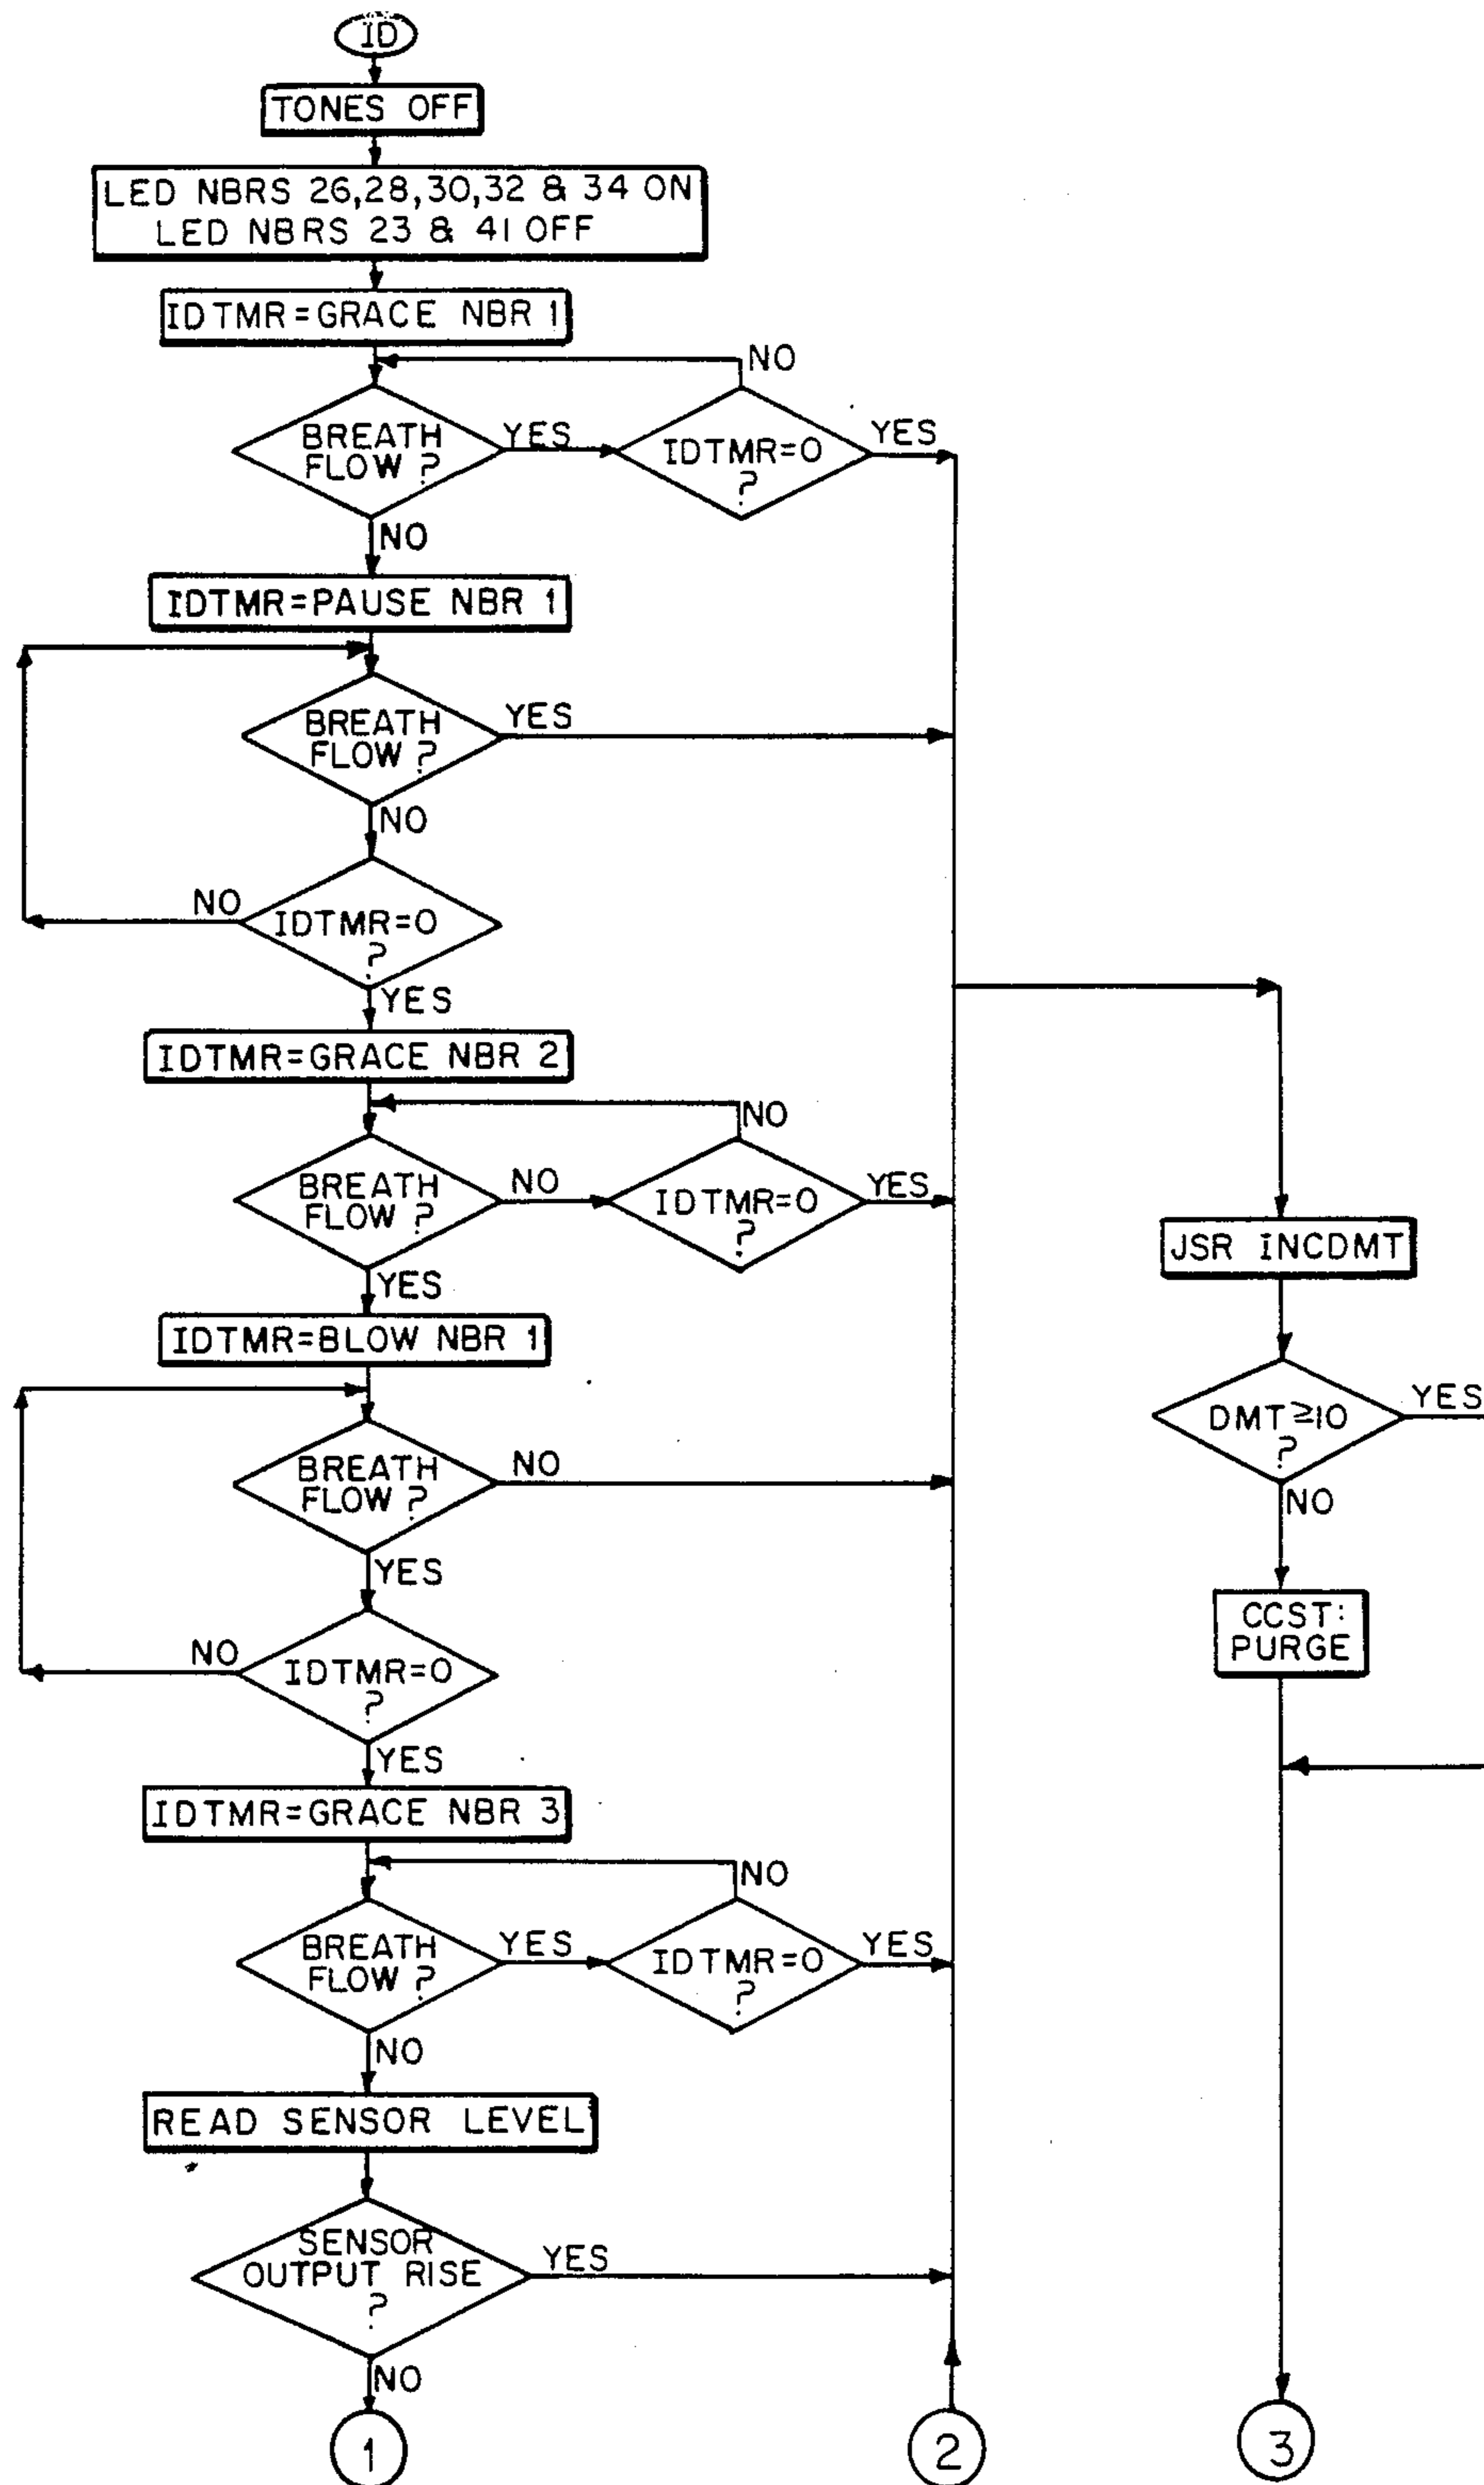 ID
TONES OFF
LED NBRS 26,28,30,32 & 34 ON
LED NBRS 23 & 41 OFF
IDTMR=GRACE NBR 1
NO
BREATH
FLOW ?
YES
IDTMR=0
?
YES
NO
IDTMR=PAUSE NBR 1
BREATH
FLOW ?
YES
NO
NO
IDTMR=0
?
YES
IDTMR=GRACE NBR 2
NO
BREATH
FLOW ?
NO
IDTMR=0
?
YES
YES
IDTMR=BLOW NBR 1
BREATH
FLOW ?
NO
YES
NO
IDTMR=0
?
YES
IDTMR=GRACE NBR 3
NO
BREATH
FLOW ?
YES
IDTMR=0
?
YES
NO
READ SENSOR LEVEL
SENSOR
OUTPUT RISE
?
YES
NO
1
2
JSR INCDMT
DMT≧10
?
YES
NO
CCST:
PURGE
3